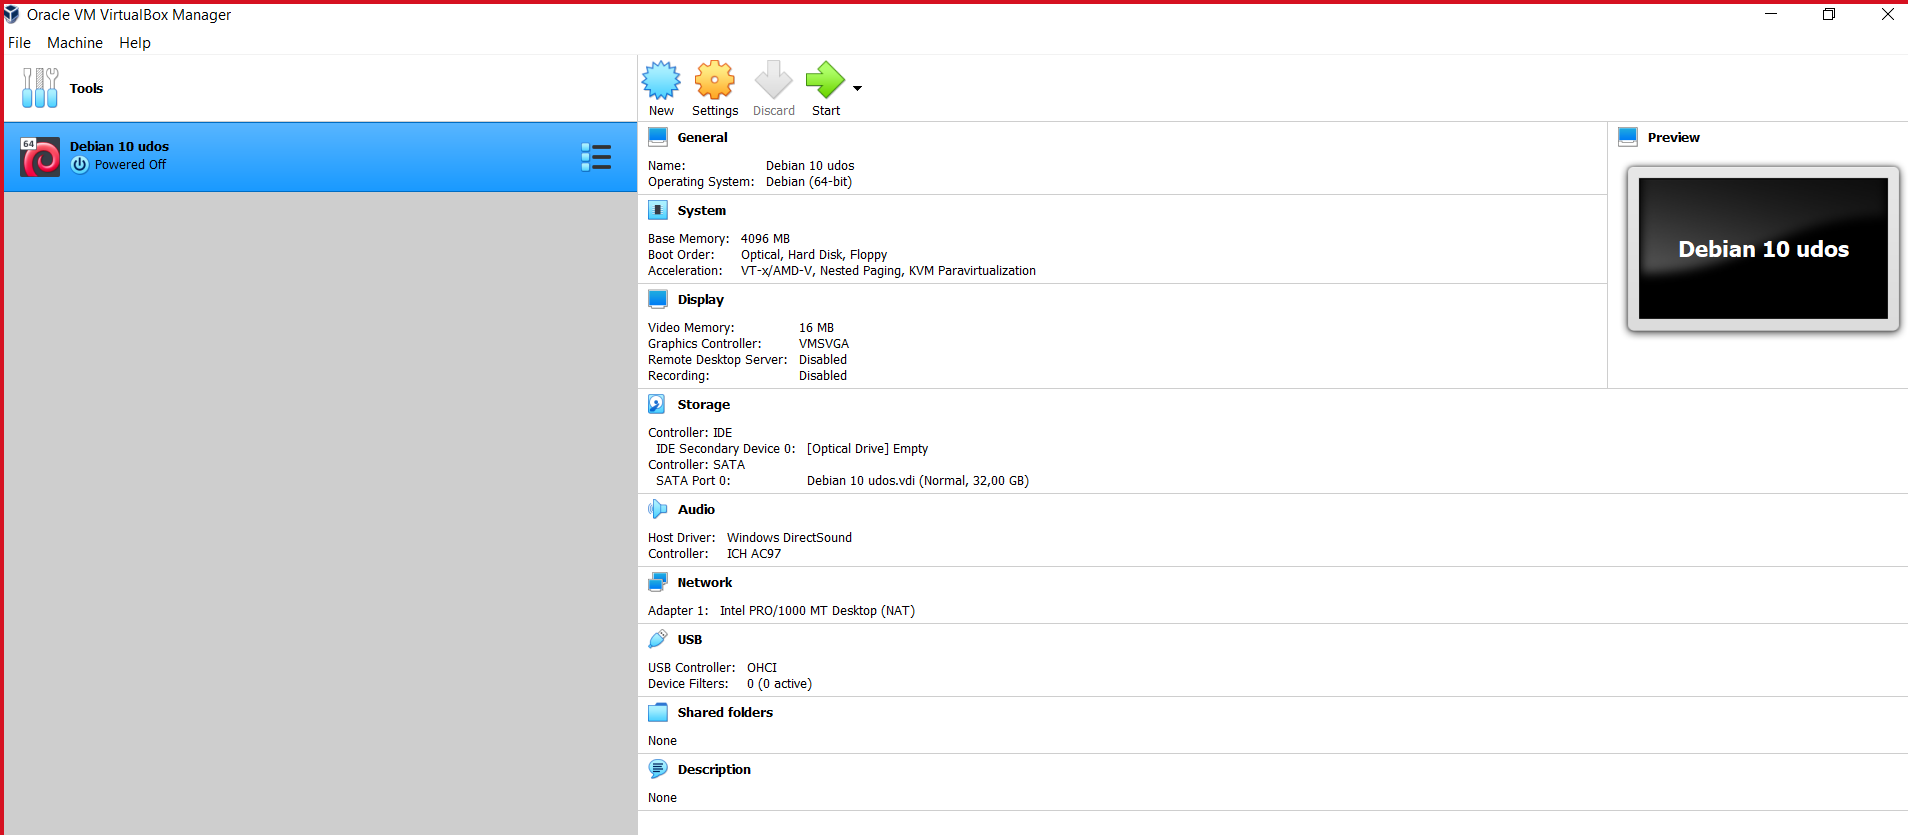 Oracle VM VirtualBox Manager
File Machine Help
Tools
New Settings Discard Start
64
Debian 10 udos
Powered Off
General
Name: Debian 10 udos
Operating System: Debian (64-bit)
System
Base Memory: 4096 MB
Boot Order: Optical, Hard Disk, Floppy
Acceleration: VT-x/AMD-V, Nested Paging, KVM Paravirtualization
Display
Video Memory: 16 MB
Graphics Controller: VMSVGA
Remote Desktop Server: Disabled
Recording: Disabled
Storage
Controller: IDE
IDE Secondary Device 0: [Optical Drive] Empty
Controller: SATA
SATA Port 0: Debian 10 udos.vdi (Normal, 32,00 GB)
Audio
Host Driver: Windows DirectSound
Controller: ICH AC97
Network
Adapter 1: Intel PRO/1000 MT Desktop (NAT)
USB
USB Controller: OHCI
Device Filters: 0 (0 active)
Shared folders
None
Description
None
Preview
Debian 10 udos